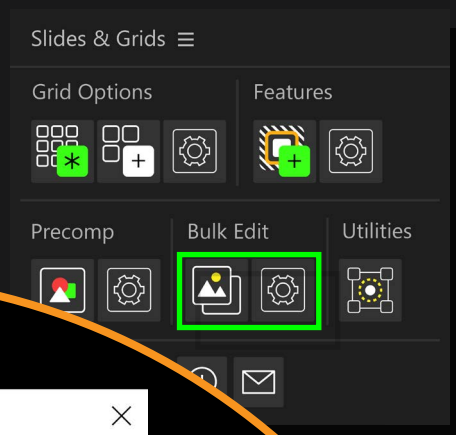 Slides & Grids
Grid Options
Features
Precomp
Bulk Edit
Utilities